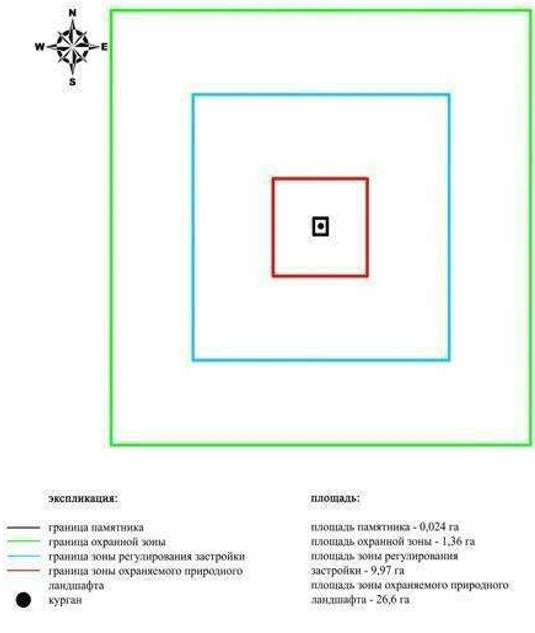 N
W E
S
экспликация:
граница памятника
граница охранной зоны
граница зоны регулирования застройки
граница зоны охраняемого природного
ландшафта
курган
площадь:
площадь памятника - 0,024 га
площадь охранной зоны - 1,36 га
площадь зоны регулирования
застройки - 9,97 га
площадь зоны охраняемого природного
ландшафта - 26,6 га